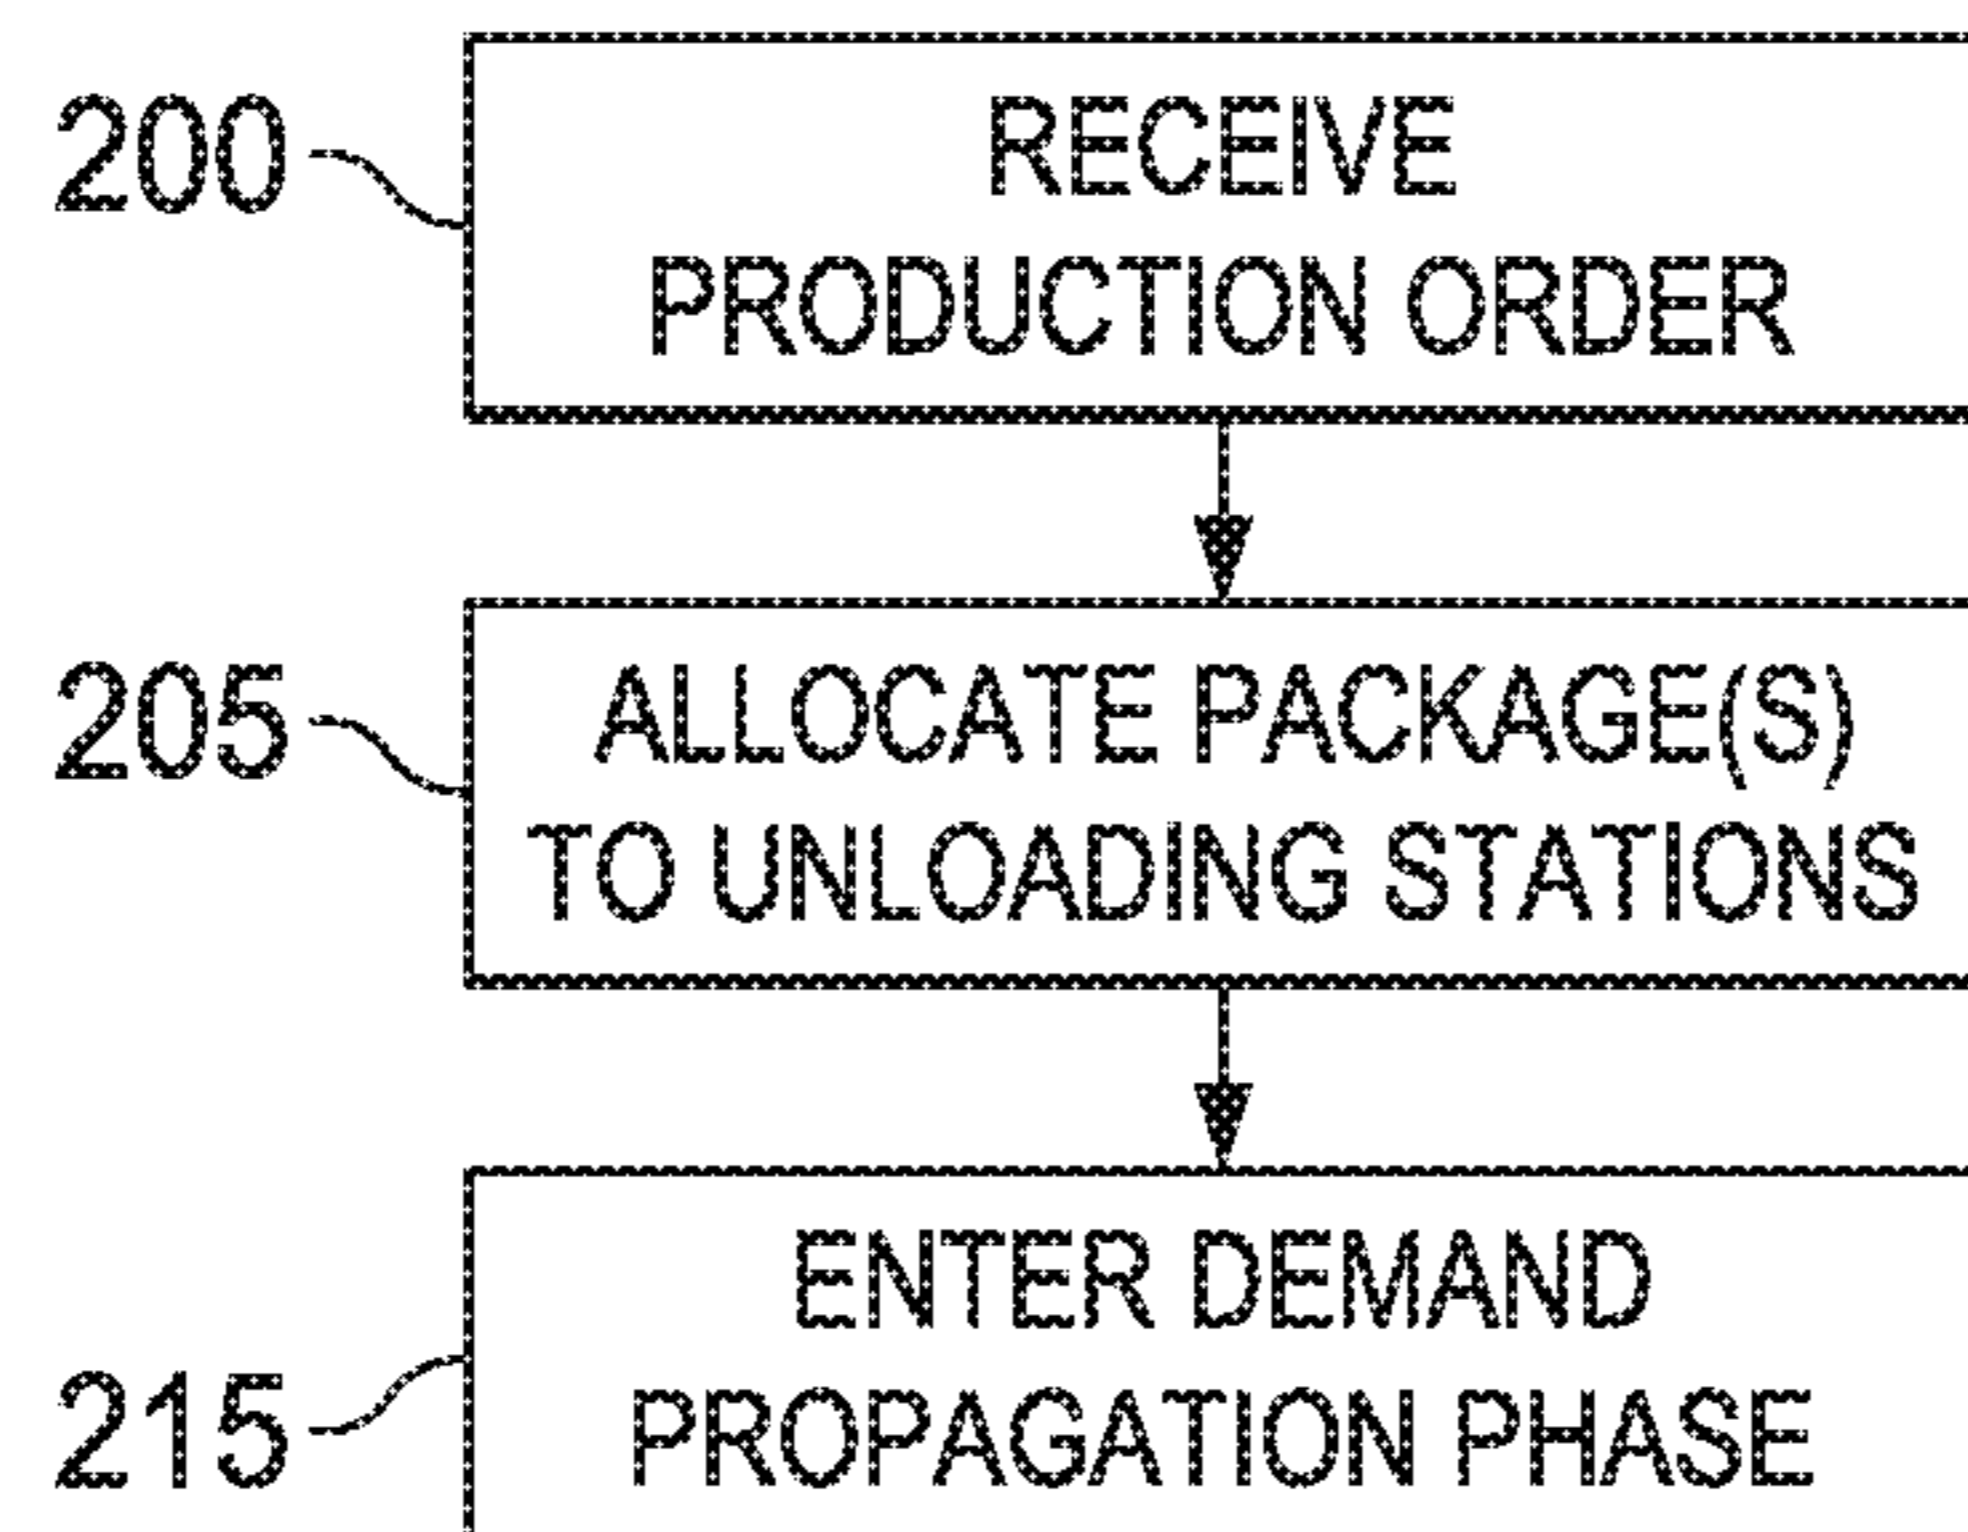 200
RECEIVE
PRODUCTION ORDER
205
ALLOCATE PACKAGE(S)
TO UNLOADING STATIONS
215
ENTER DEMAND
PROPAGATION PHASE